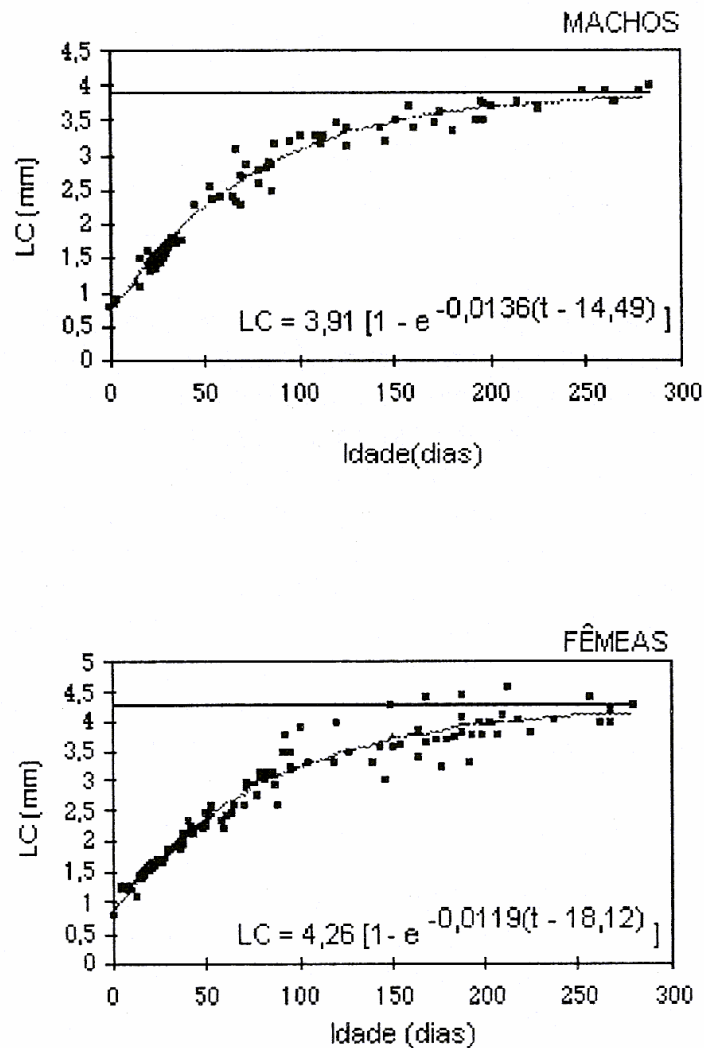 MACHOS
4,5
4
3,5
3
2,5
2
1,5
1
0,5
0
LC (mm)
LC = 3,91 [1 - e -0,0136(t - 14,49) ]
0 50 100 150 200 250 300
Idade(dias)
FÊMEAS
5
4,5
4
3,5
3
2,5
2
1,5
1
0,5
0
LC (mm)
LC = 4,26 [1- e -0,0119(t - 18,12) ]
0 50 100 150 200 250 300
Idade (dias)